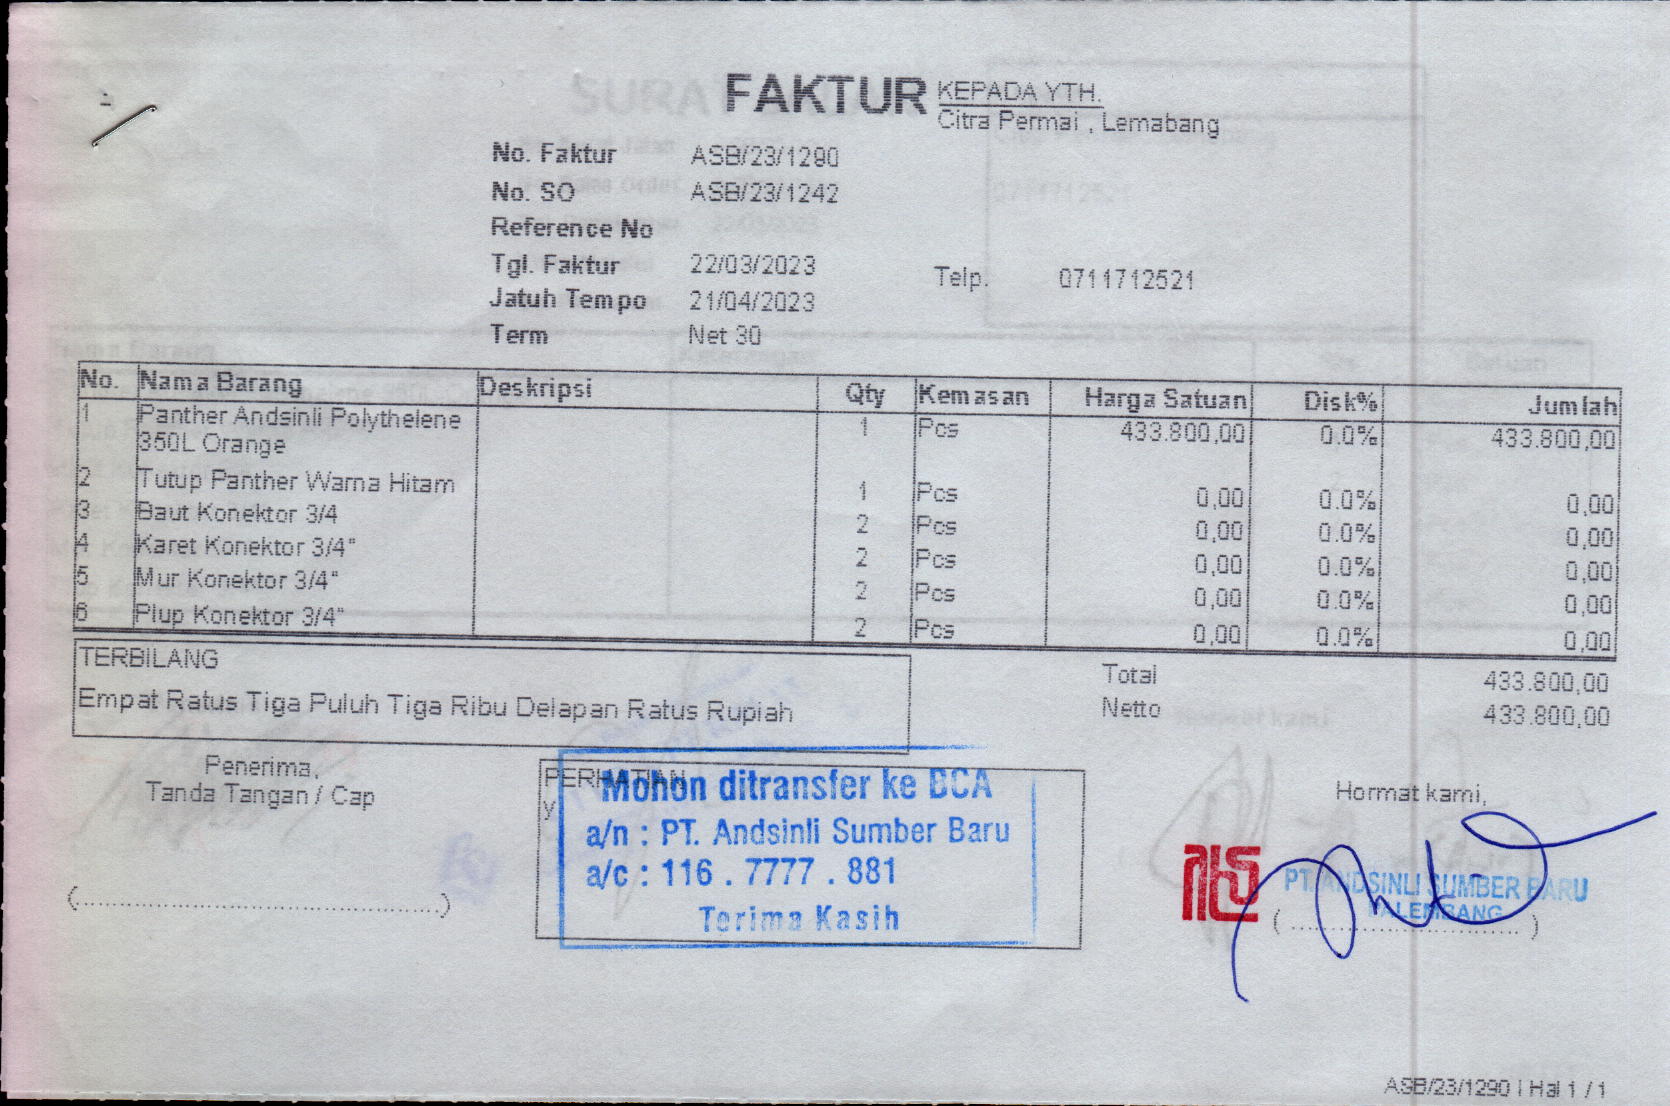 FAKTUR
KEPADA YTH.
Citra Permai , Lemabang
No. Faktur ASB/23/1290
No. SO ASB/23/1242
Reference No
Tgl. Faktur 22/03/2023
Telp. 0711712521
Jatuh Tempo 21/04/2023
Term Net 30
No. Nama Barang Deskripsi Qty Kemasan Harga Satuan Disk% Jumlah
1 Panther Andsinli Polythelene 1 Pcs 433.800,00 0.0% 433.800,00
350L Orange
2 Tutup Panther Warna Hitam 1 Pcs 0,00 0.0% 0,00
3 Baut Konektor 3/4 2 Pcs 0,00 0.0% 0,00
4 Karet Konektor 3/4" 2 Pcs 0,00 0.0% 0,00
5 Mur Konektor 3/4" 2 Pcs 0,00 0.0% 0,00
6 Plup Konektor 3/4" 2 Pcs 0,00 0.0% 0,00
TERBILANG
Empat Ratus Tiga Puluh Tiga Ribu Delapan Ratus Rupiah
Total 433.800,00
Netto 433.800,00
Penerima,
Tanda Tangan / Cap
(..........................................)
PERHATIAN
y
Mohon ditransfer ke BCA
a/n : PT. Andsinli Sumber Baru
a/c : 116 . 7777 . 881
Terima Kasih
Hormat kami,
PT. ANDSINLI SUMBER BARU
PALEMBANG
( ............................... )
ASB/23/1290 | Hal 1 / 1